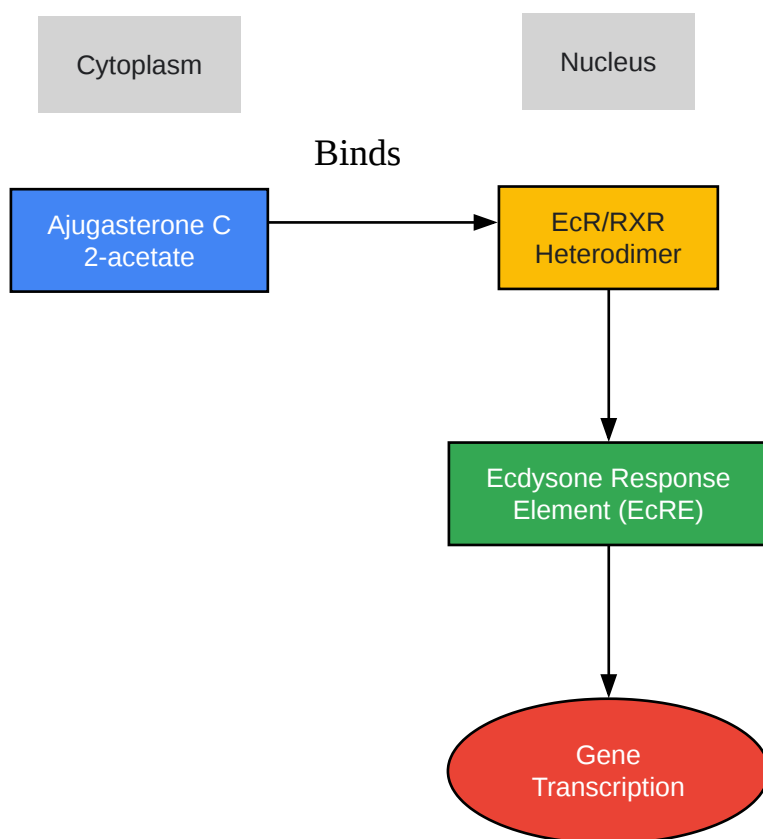 Cytoplasm
Nucleus
Binds
Ajugasterone C
2-acetate
EcR/RXR
Heterodimer
Ecdysone Response
Element (EcRE)
Gene
Transcription